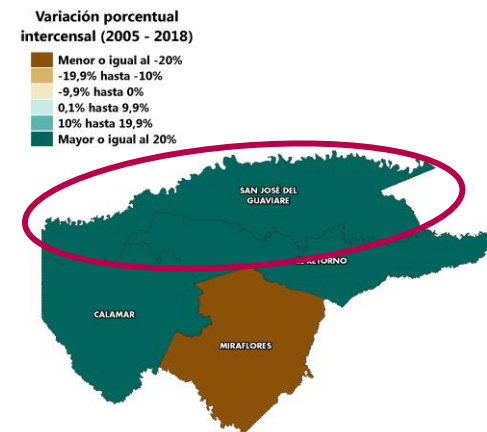 Variación porcentual
intercensal (2005 - 2018)
Menor o igual al -20%
-19,9% hasta -10%
-9,9% hasta 0%
0,1% hasta 9,9%
10% hasta 19,9%
Mayor o igual al 20%
SAN JOSÉ DEL
GUAVIARE
RETORNO
CALAMAR
MIRAFLORES